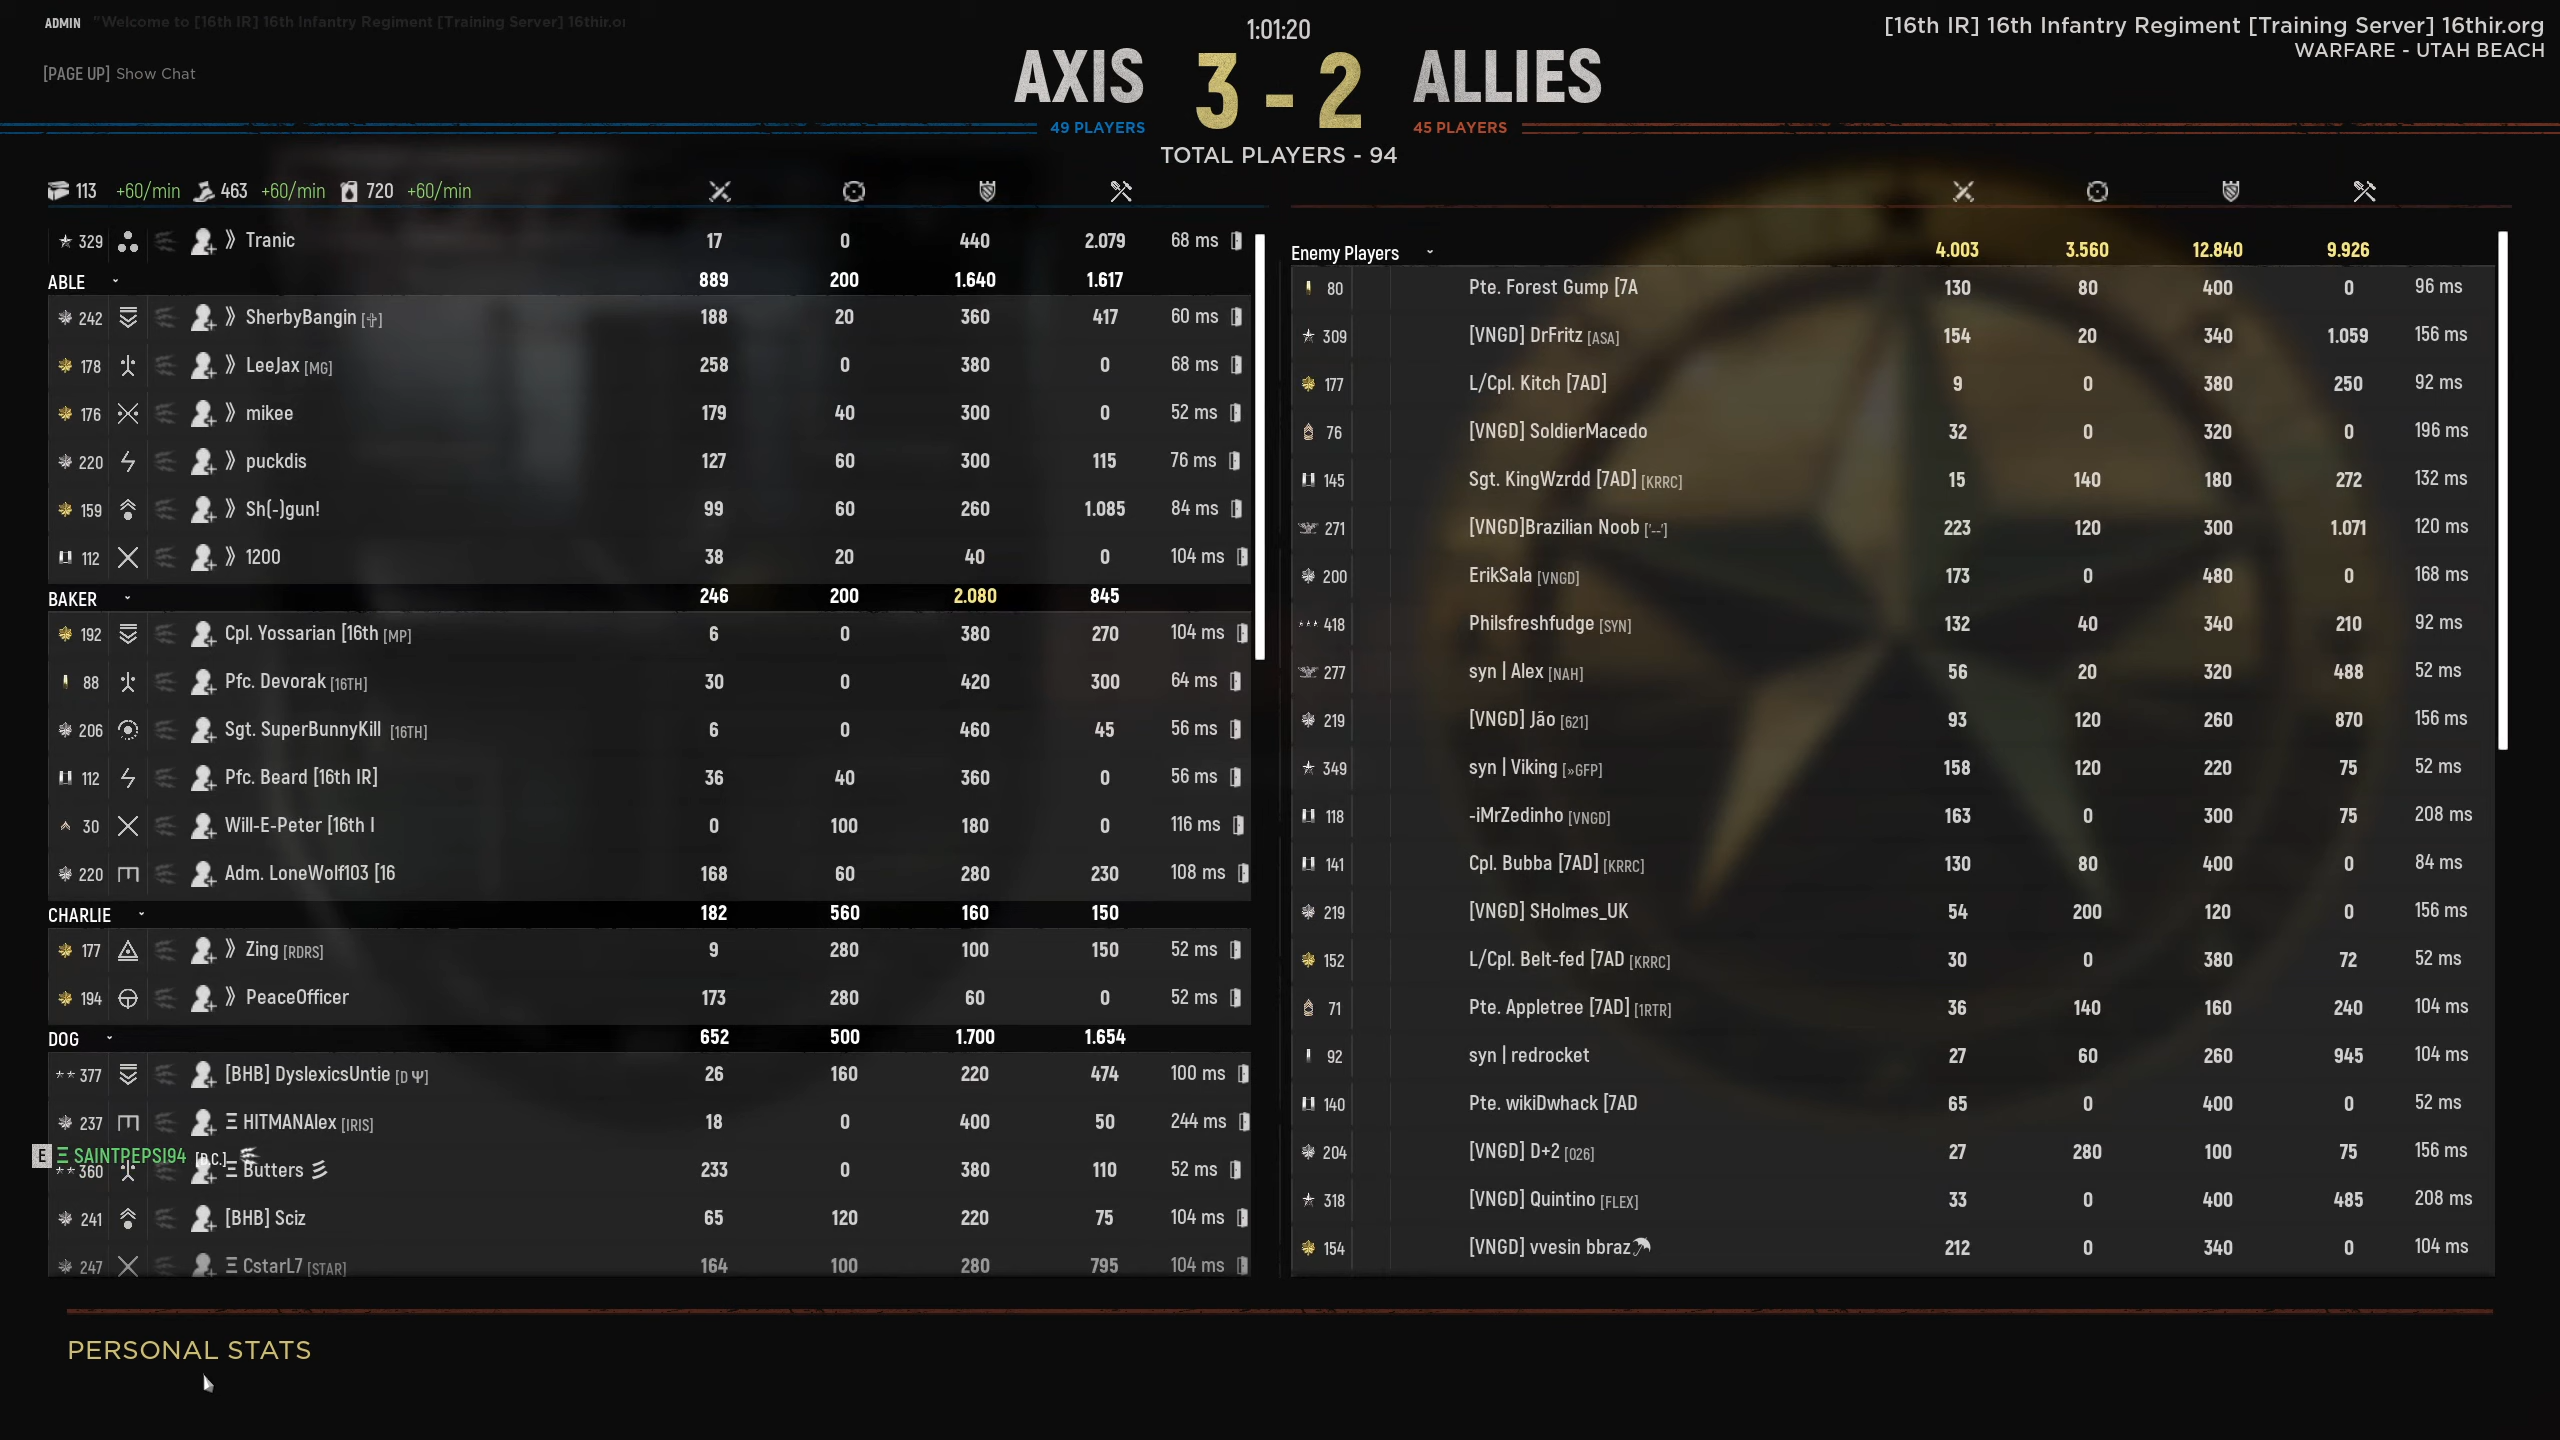 ADMIN "Welcome to [16th IR] 16th Infantry Regiment [Training Server] 16thir.or
[PAGE UP] Show Chat
1:01:20
AXIS 3 - 2 ALLIES
49 PLAYERS 45 PLAYERS
TOTAL PLAYERS - 94
[16th IR] 16th Infantry Regiment [Training Server] 16thir.org
WARFARE - UTAH BEACH
113 +60/min 463 +60/min 720 +60/min
329 》 Tranic 17 0 440 2.079 68 ms
ABLE 889 200 1.640 1.617
242 》 SherbyBangin [✞] 188 20 360 417 60 ms
178 》 LeeJax [MG] 258 0 380 0 68 ms
176 》 mikee 179 40 300 0 52 ms
220 》 puckdis 127 60 300 115 76 ms
159 》 Sh(-)gun! 99 60 260 1.085 84 ms
112 》 1200 38 20 40 0 104 ms
BAKER 246 200 2.080 845
192 Cpl. Yossarian [16th [MP] 6 0 380 270 104 ms
88 Pfc. Devorak [16TH] 30 0 420 300 64 ms
206 Sgt. SuperBunnyKill [16TH] 6 0 460 45 56 ms
112 Pfc. Beard [16th IR] 36 40 360 0 56 ms
30 Will-E-Peter [16th I 0 100 180 0 116 ms
220 Adm. LoneWolf103 [16 168 60 280 230 108 ms
CHARLIE 182 560 160 150
177 》 Zing [RDRS] 9 280 100 150 52 ms
194 》 PeaceOfficer 173 280 60 0 52 ms
DOG 652 500 1.700 1.654
377 [BHB] DyslexicsUntie [D Ψ] 26 160 220 474 100 ms
237 Ξ HITMANAlex [IRIS] 18 0 400 50 244 ms
E Ξ SAINTPEPSI94 [D.C.]
360 Ξ Butters 彡 233 0 380 110 52 ms
241 [BHB] Sciz 65 120 220 75 104 ms
247 Ξ CstarL7 [STAR] 164 100 280 795 104 ms
Enemy Players 4.003 3.560 12.840 9.926
80 Pte. Forest Gump [7A 130 80 400 0 96 ms
309 [VNGD] DrFritz [ASA] 154 20 340 1.059 156 ms
177 L/Cpl. Kitch [7AD] 9 0 380 250 92 ms
76 [VNGD] SoldierMacedo 32 0 320 0 196 ms
145 Sgt. KingWzrdd [7AD] [KRRC] 15 140 180 272 132 ms
271 [VNGD]Brazilian Noob ['--'] 223 120 300 1.071 120 ms
200 ErikSala [VNGD] 173 0 480 0 168 ms
418 Philsfreshfudge [SYN] 132 40 340 210 92 ms
277 syn | Alex [NAH] 56 20 320 488 52 ms
219 [VNGD] Jão [621] 93 120 260 870 156 ms
349 syn | Viking [»GFP] 158 120 220 75 52 ms
118 -iMrZedinho [VNGD] 163 0 300 75 208 ms
141 Cpl. Bubba [7AD] [KRRC] 130 80 400 0 84 ms
219 [VNGD] SHolmes_UK 54 200 120 0 156 ms
152 L/Cpl. Belt-fed [7AD [KRRC] 30 0 380 72 52 ms
71 Pte. Appletree [7AD] [1RTR] 36 140 160 240 104 ms
92 syn | redrocket 27 60 260 945 104 ms
140 Pte. wikiDwhack [7AD 65 0 400 0 52 ms
204 [VNGD] D+2 [026] 27 280 100 75 156 ms
318 [VNGD] Quintino [FLEX] 33 0 400 485 208 ms
154 [VNGD] vvesin bbraz☂ 212 0 340 0 104 ms
PERSONAL STATS